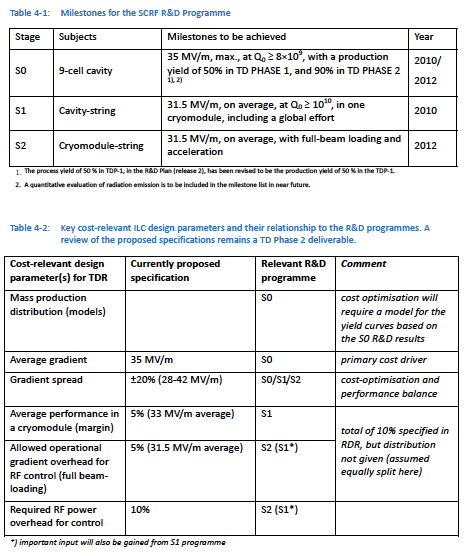 Table 4-1: Milestones for the SCRF R&D Programme
Stage Subjects Milestones to be achieved Year
S0 9-cell cavity 35 MV/m, max., at Q₀ ≥ 8×10⁹, with a production
yield of 50% in TD PHASE 1, and 90% in TD PHASE 2
1), 2)
2010/
2012
S1 Cavity-string 31.5 MV/m, on average, at Q₀ ≥ 10¹⁰, in one
cryomodule, including a global effort
2010
S2 Cryomodule-string 31.5 MV/m, on average, with full-beam loading and
acceleration
2012
1. The process yield of 50 % in TDP-1, in the R&D Plan (release 2), has been revised to be the production yield of 50 % in the TDP-1.
2. A quantitative evaluation of radiation emission is to be included in the milestone list in near future.
Table 4-2: Key cost-relevant ILC design parameters and their relationship to the R&D programmes. A
review of the proposed specifications remains a TD Phase 2 deliverable.
Cost-relevant design
parameter(s) for TDR
Currently proposed
specification
Relevant R&D
programme
Comment
Mass production
distribution (models)
S0
cost optimisation will
require a model for the
yield curves based on
the S0 R&D results
Average gradient 35 MV/m S0 primary cost driver
Gradient spread ±20% (28-42 MV/m) S0/S1/S2 cost-optimisation and
performance balance
Average performance in
a cryomodule (margin)
5% (33 MV/m average) S1
total of 10% specified in
RDR, but distribution
not given (assumed
equally split here)
Allowed operational
gradient overhead for
RF control (full beam-
loading)
5% (31.5 MV/m average) S2 (S1*)
Required RF power
overhead for control
10% S2 (S1*)
*) important input will also be gained from S1 programme